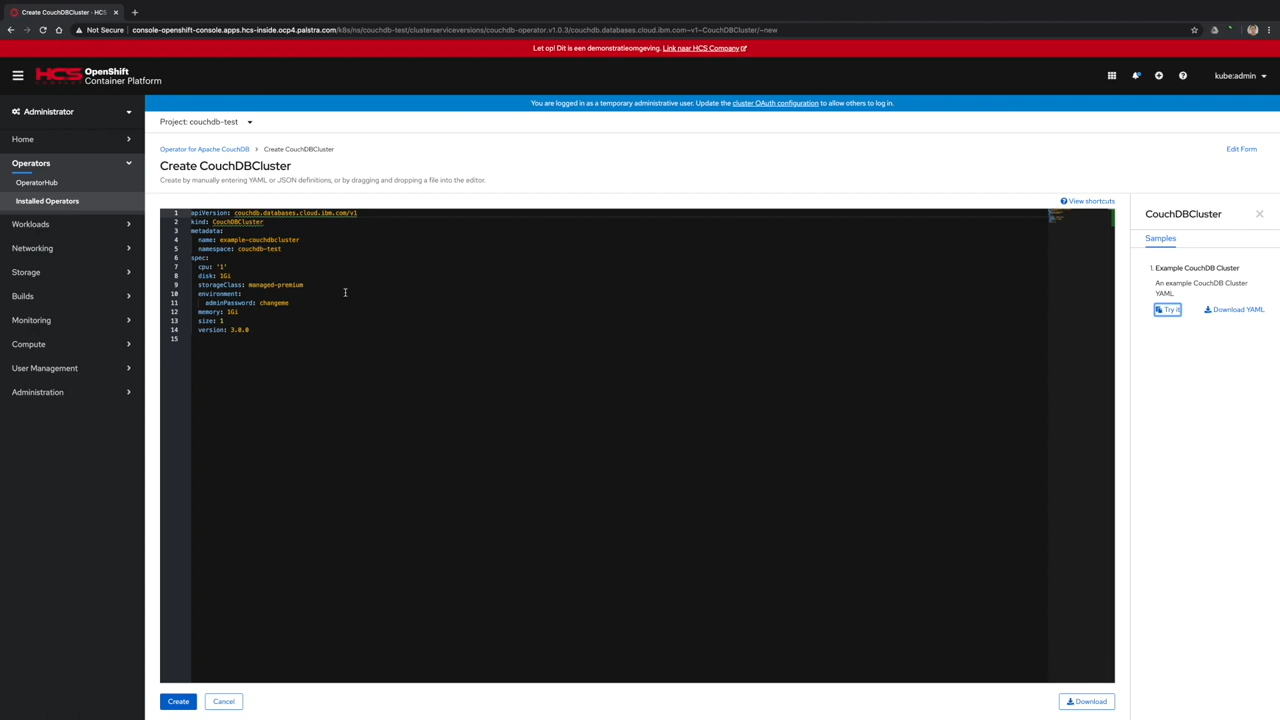 Create CouchDBCluster · HCS
Not Secure
console-openshift-console.apps.hcs-inside.ocp4.palstra.com/k8s/ns/couchdb-test/clusterserviceversions/couchdb-operator.v1.0.3/couchdb.databases.cloud.ibm.com~v1~CouchDBCluster/~new
Let op! Dit is een demonstratieomgeving. Link naar HCS Company
HCS COMPANY OpenShift
Container Platform
kube:admin
You are logged in as a temporary administrative user. Update the cluster OAuth configuration to allow others to log in.
Administrator
Home
Operators
OperatorHub
Installed Operators
Workloads
Networking
Storage
Builds
Monitoring
Compute
User Management
Administration
Project: couchdb-test
Operator for Apache CouchDB > Create CouchDBCluster
Edit Form
Create CouchDBCluster
Create by manually entering YAML or JSON definitions, or by dragging and dropping a file into the editor.
View shortcuts
1 apiVersion: couchdb.databases.cloud.ibm.com/v1
2 kind: CouchDBCluster
3 metadata:
4 name: example-couchdbcluster
5 namespace: couchdb-test
6 spec:
7 cpu: '1'
8 disk: 1Gi
9 storageClass: managed-premium
10 environment:
11 adminPassword: changeme
12 memory: 1Gi
13 size: 1
14 version: 3.0.0
15
Create
Cancel
Download
CouchDBCluster
Samples
1. Example CouchDB Cluster
An example CouchDB Cluster
YAML
Try it
Download YAML